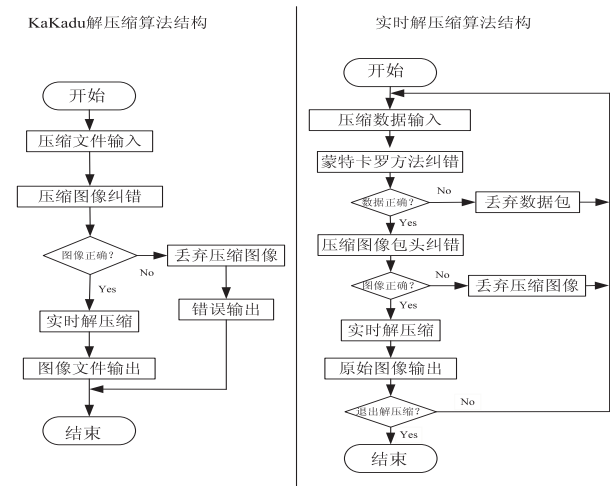 KaKadu解压缩算法结构
开始
压缩文件输入
压缩图像纠错
图像正确?
No
丢弃压缩图像
Yes
错误输出
实时解压缩
图像文件输出
结束
实时解压缩算法结构
开始
压缩数据输入
蒙特卡罗方法纠错
数据正确?
No
丢弃数据包
Yes
压缩图像包头纠错
图像正确?
No
丢弃压缩图像
Yes
实时解压缩
原始图像输出
退出解压缩?
No
Yes
结束